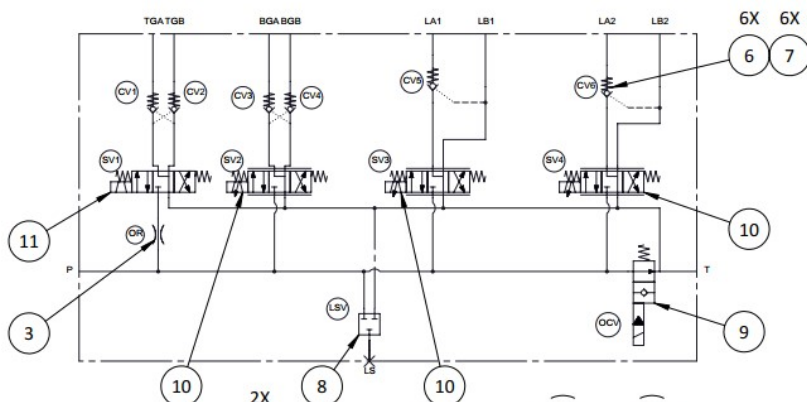 TGA TGB BGA BGB LA1 LB1 LA2 LB2 6X 6X
6 7
CV1 CV2 CV3 CV4 CV5 CV6
SV1 SV2 SV3 SV4
11 10
OR
P T
3 LSV OCV 9
10 8 LS 10
2X